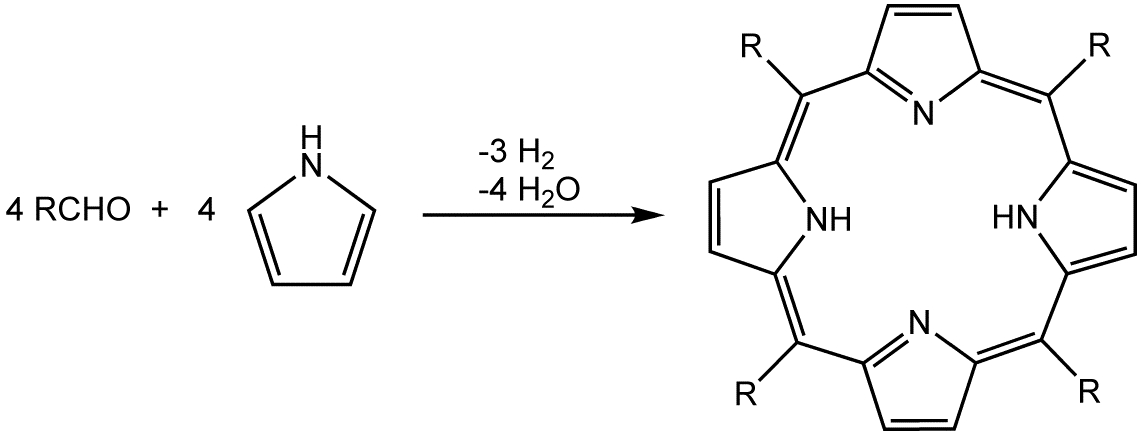 R R
H
N N
-3 H2
-4 H2O
4 RCHO + 4 NH HN
N
R R